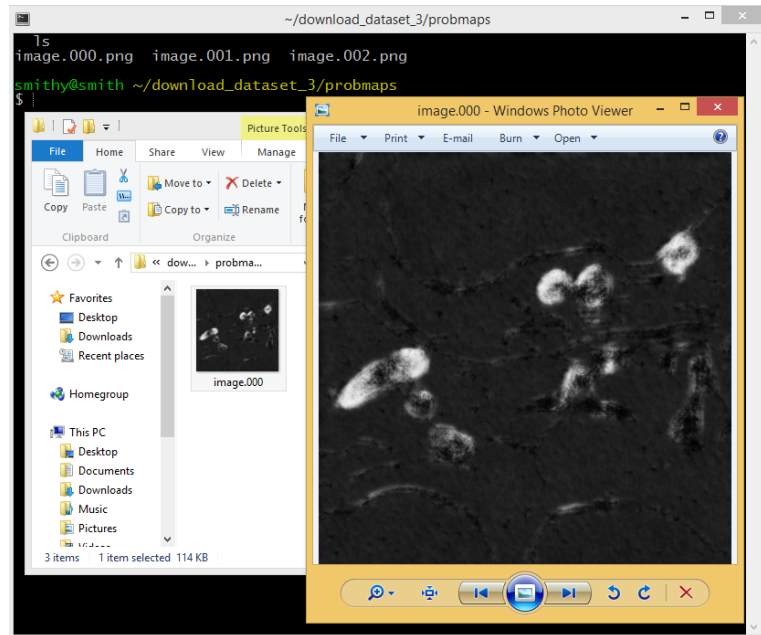 ~/download_dataset_3/probmaps
ls
image.000.png image.001.png image.002.png
smithy@smith ~/download_dataset_3/probmaps
$
image.000 - Windows Photo Viewer
File Print E-mail Burn Open
Picture Tools
File Home Share View Manage
Copy Paste
Move to
Copy to
Delete
Rename
Clipboard
Organize
« dow... probma...
Favorites
Desktop
Downloads
Recent places
Homegroup
This PC
Desktop
Documents
Downloads
Music
Pictures
image.000
3 items 1 item selected 114 KB